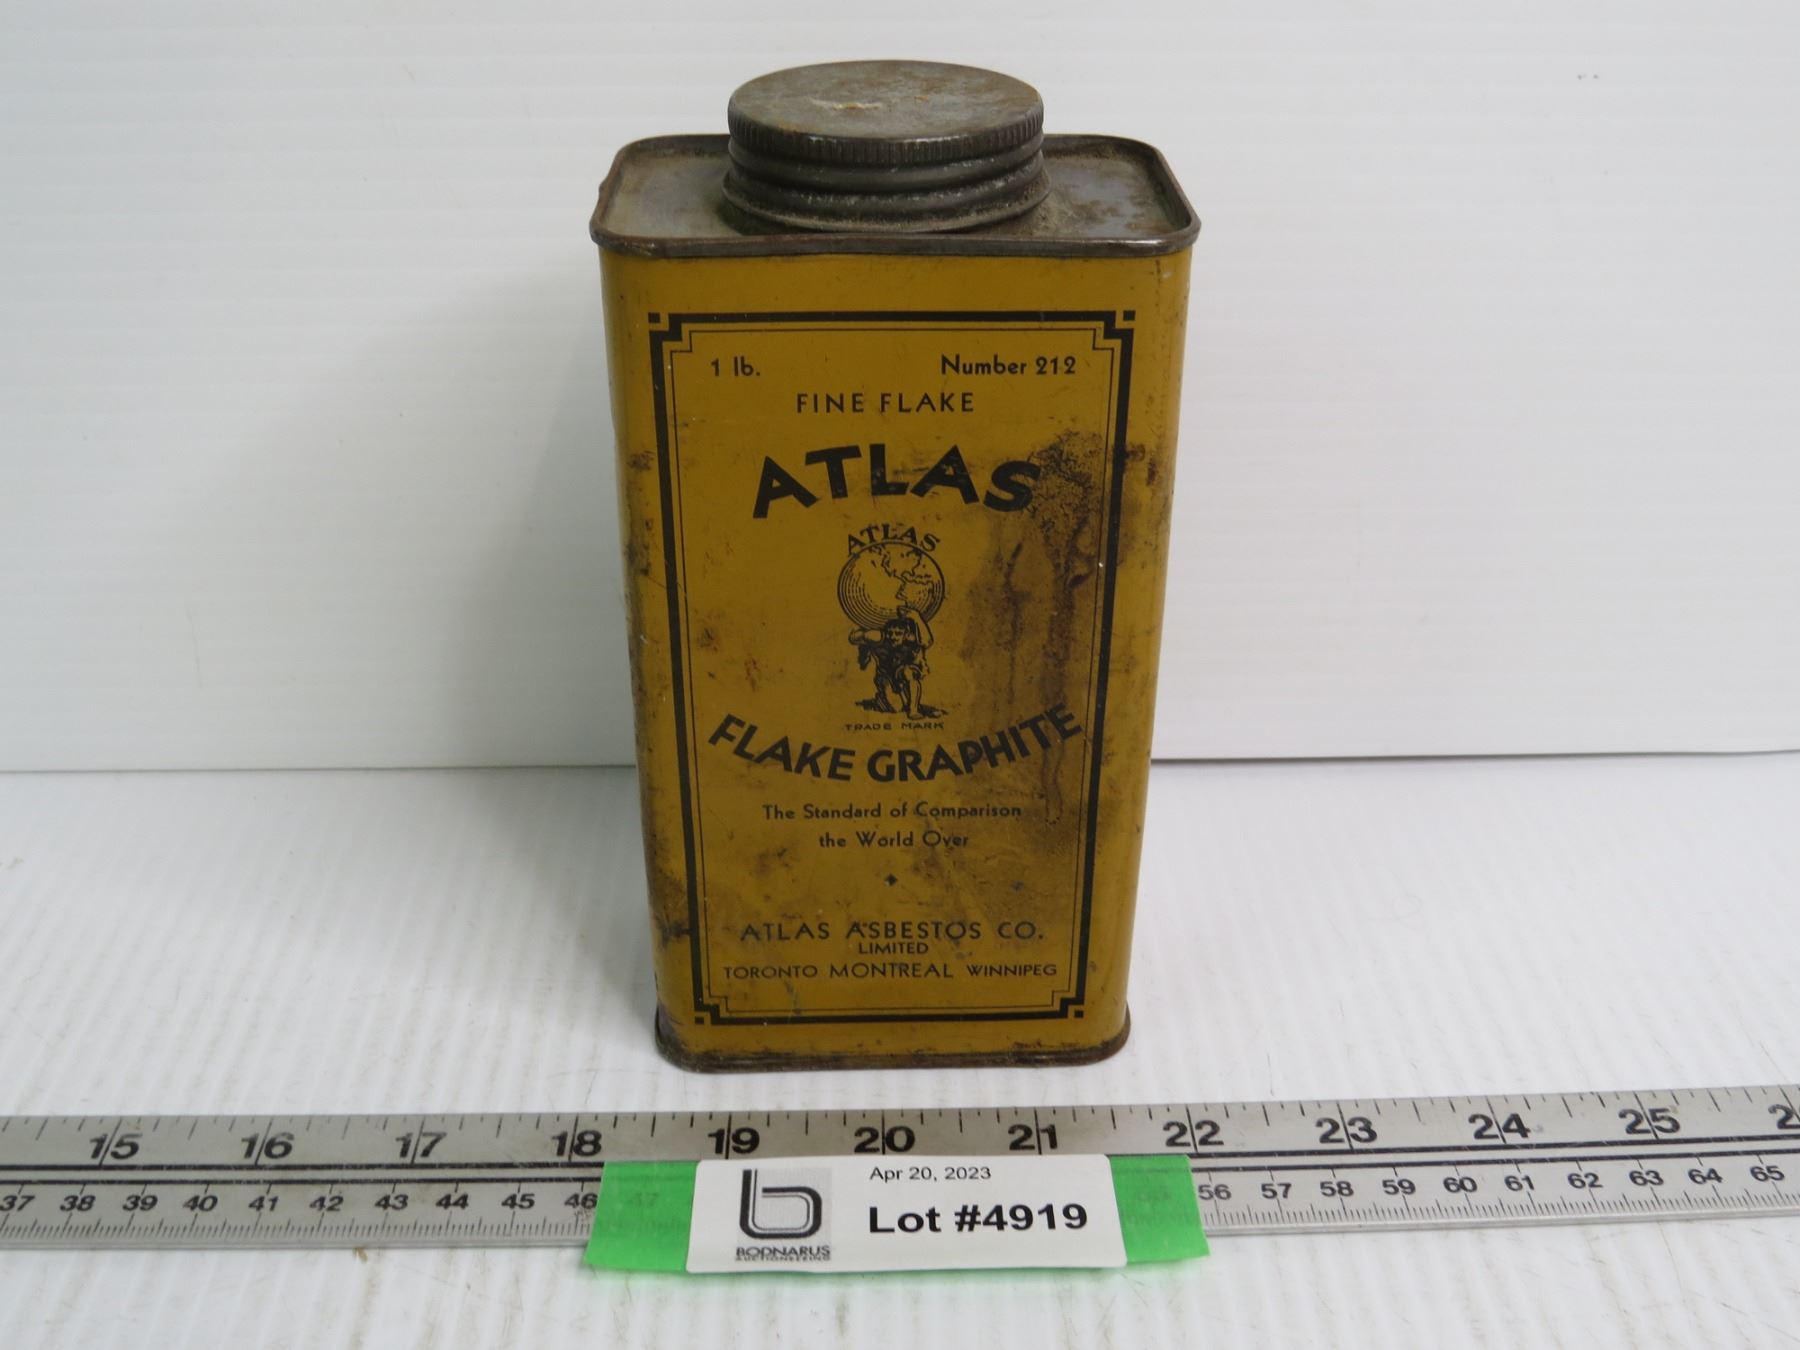 1 lb. Number 212
FINE FLAKE
ATLAS
ATLAS
TRADE MARK
FLAKE GRAPHITE
The Standard of Comparison
the World Over
ATLAS ASBESTOS CO.
LIMITED
TORONTO MONTREAL WINNIPEG
15 16 17 18 19 20 21 22 23 24 25
37 38 39 40 41 42 43 44 45 46 47 56 57 58 59 60 61 62 63 64 65
Apr 20, 2023
Lot #4919
BODNARUS
AUCTIONEERING